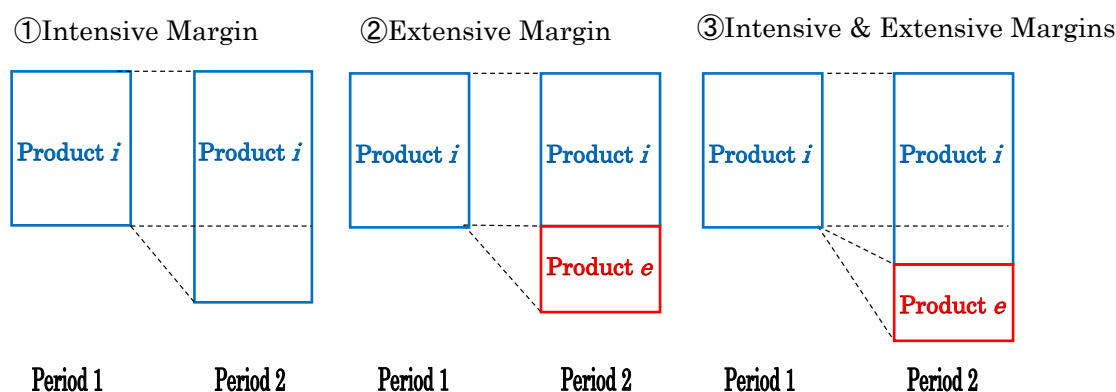 ①Intensive Margin
Product i
Product i
Period 1
Period 2
②Extensive Margin
Product i
Product i
Product e
Period 1
Period 2
③Intensive & Extensive Margins
Product i
Product i
Product e
Period 1
Period 2